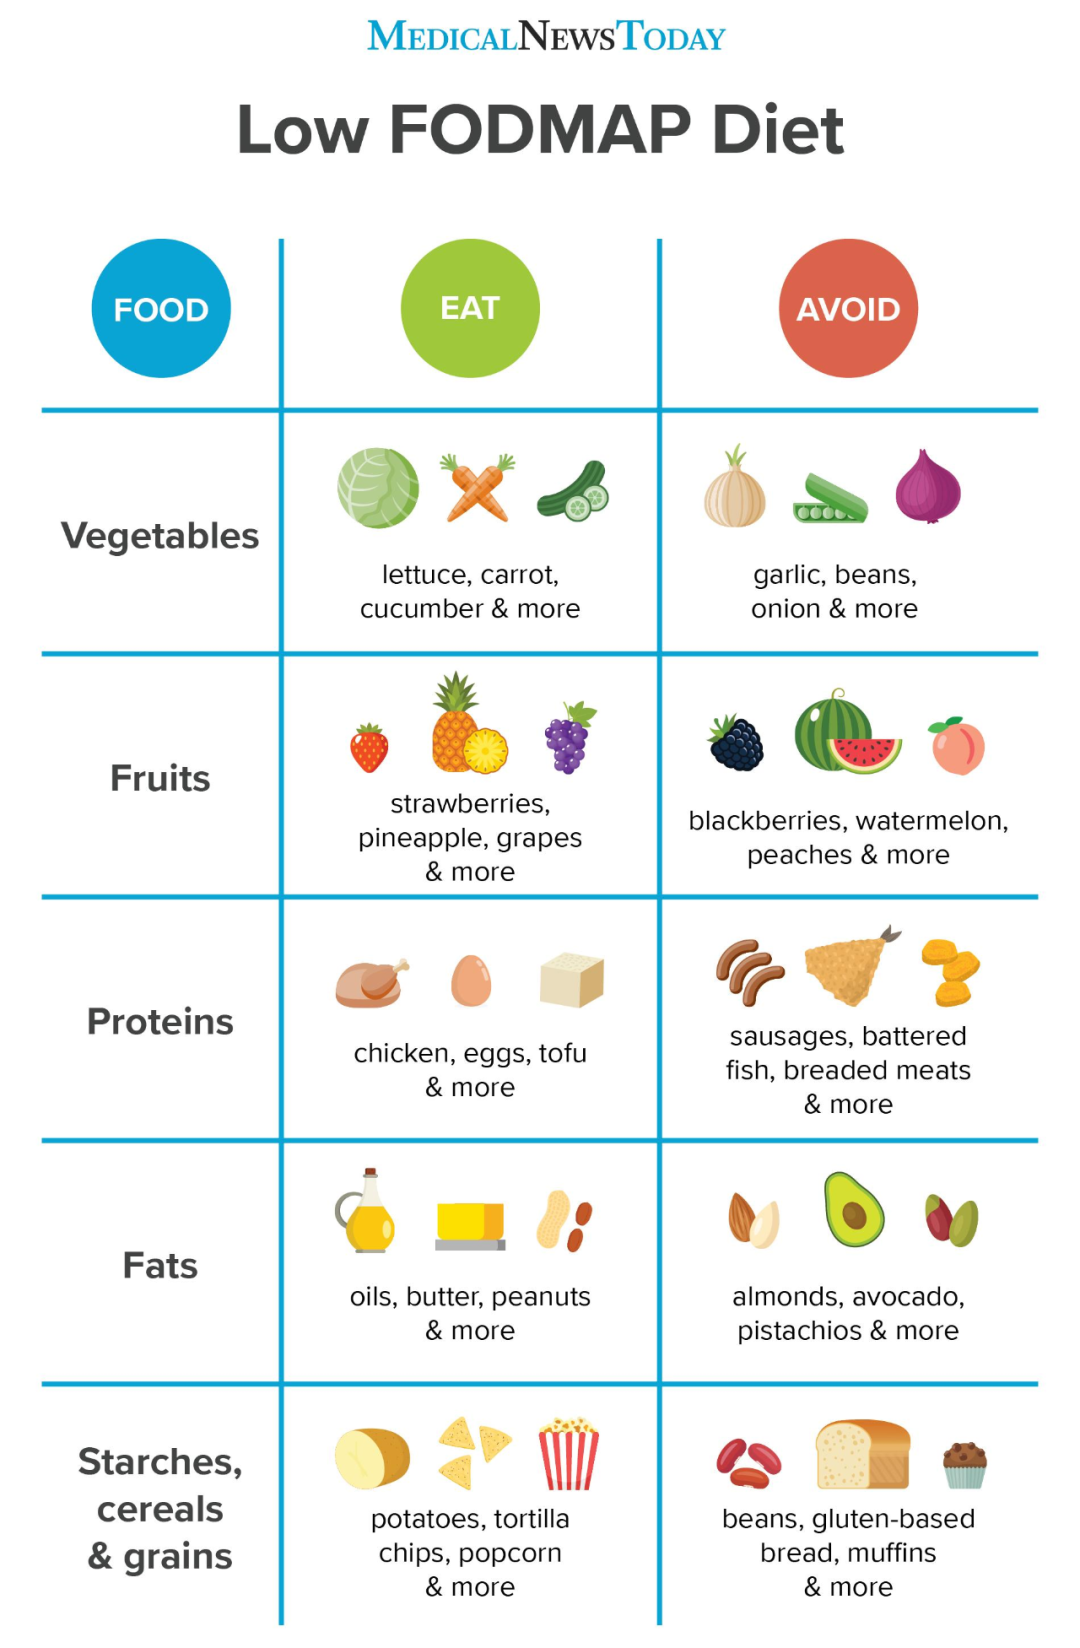 MEDICALNEWSTODAY
Low FODMAP Diet
FOOD
EAT
AVOID
Vegetables
lettuce, carrot,
cucumber & more
garlic, beans,
onion & more
Fruits
strawberries,
pineapple, grapes
& more
blackberries, watermelon,
peaches & more
Proteins
chicken, eggs, tofu
& more
sausages, battered
fish, breaded meats
& more
Fats
oils, butter, peanuts
& more
almonds, avocado,
pistachios & more
Starches,
cereals
& grains
potatoes, tortilla
chips, popcorn
& more
beans, gluten-based
bread, muffins
& more